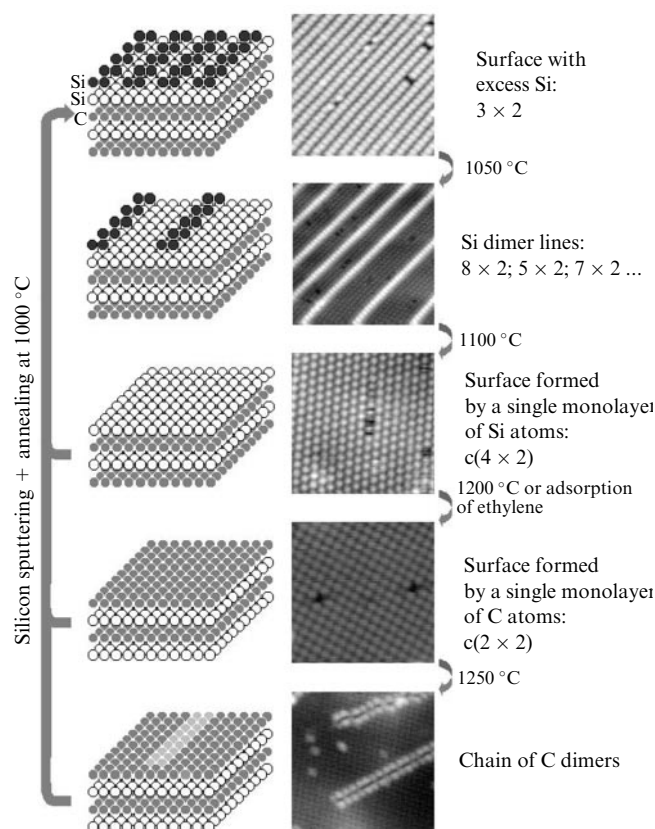 Si
Si
C
Surface with
excess Si:
3 × 2
1050 °C
Si dimer lines:
8 × 2; 5 × 2; 7 × 2 ...
1100 °C
Surface formed
by a single monolayer
of Si atoms:
c(4 × 2)
1200 °C or adsorption
of ethylene
Surface formed
by a single monolayer
of C atoms:
c(2 × 2)
1250 °C
Chain of C dimers
Silicon sputtering + annealing at 1000 °C